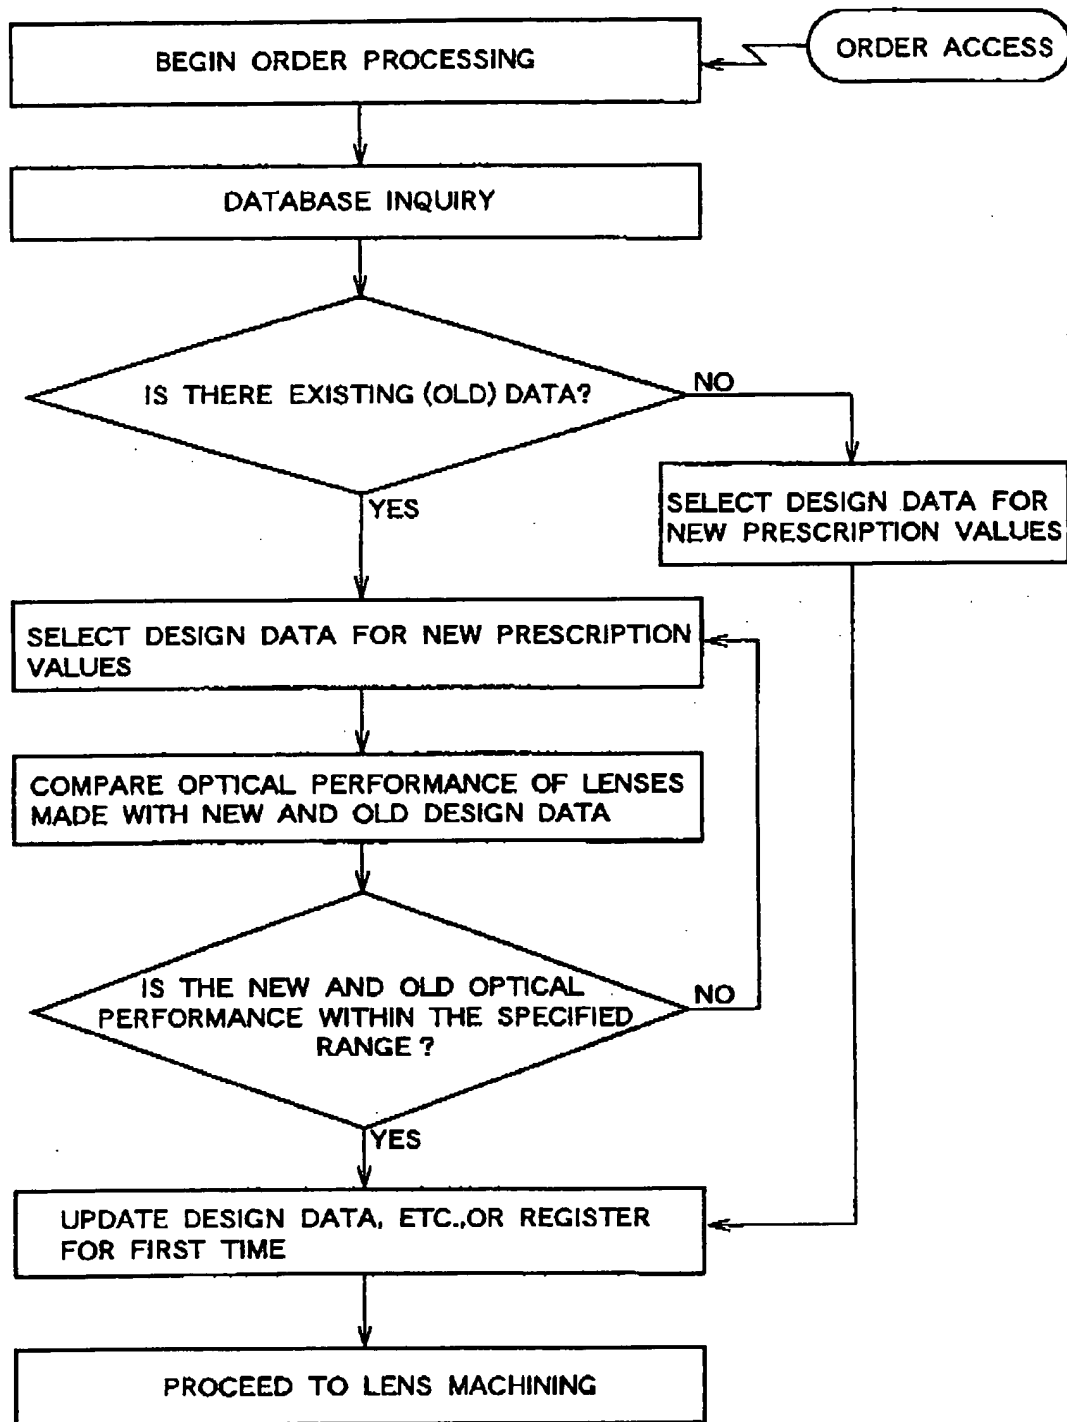 BEGIN ORDER PROCESSING
ORDER ACCESS
DATABASE INQUIRY
IS THERE EXISTING (OLD) DATA?
NO
YES
SELECT DESIGN DATA FOR
NEW PRESCRIPTION VALUES
SELECT DESIGN DATA FOR NEW PRESCRIPTION
VALUES
COMPARE OPTICAL PERFORMANCE OF LENSES
MADE WITH NEW AND OLD DESIGN DATA
IS THE NEW AND OLD OPTICAL
PERFORMANCE WITHIN THE SPECIFIED
RANGE ?
NO
YES
UPDATE DESIGN DATA, ETC.,OR REGISTER
FOR FIRST TIME
PROCEED TO LENS MACHINING